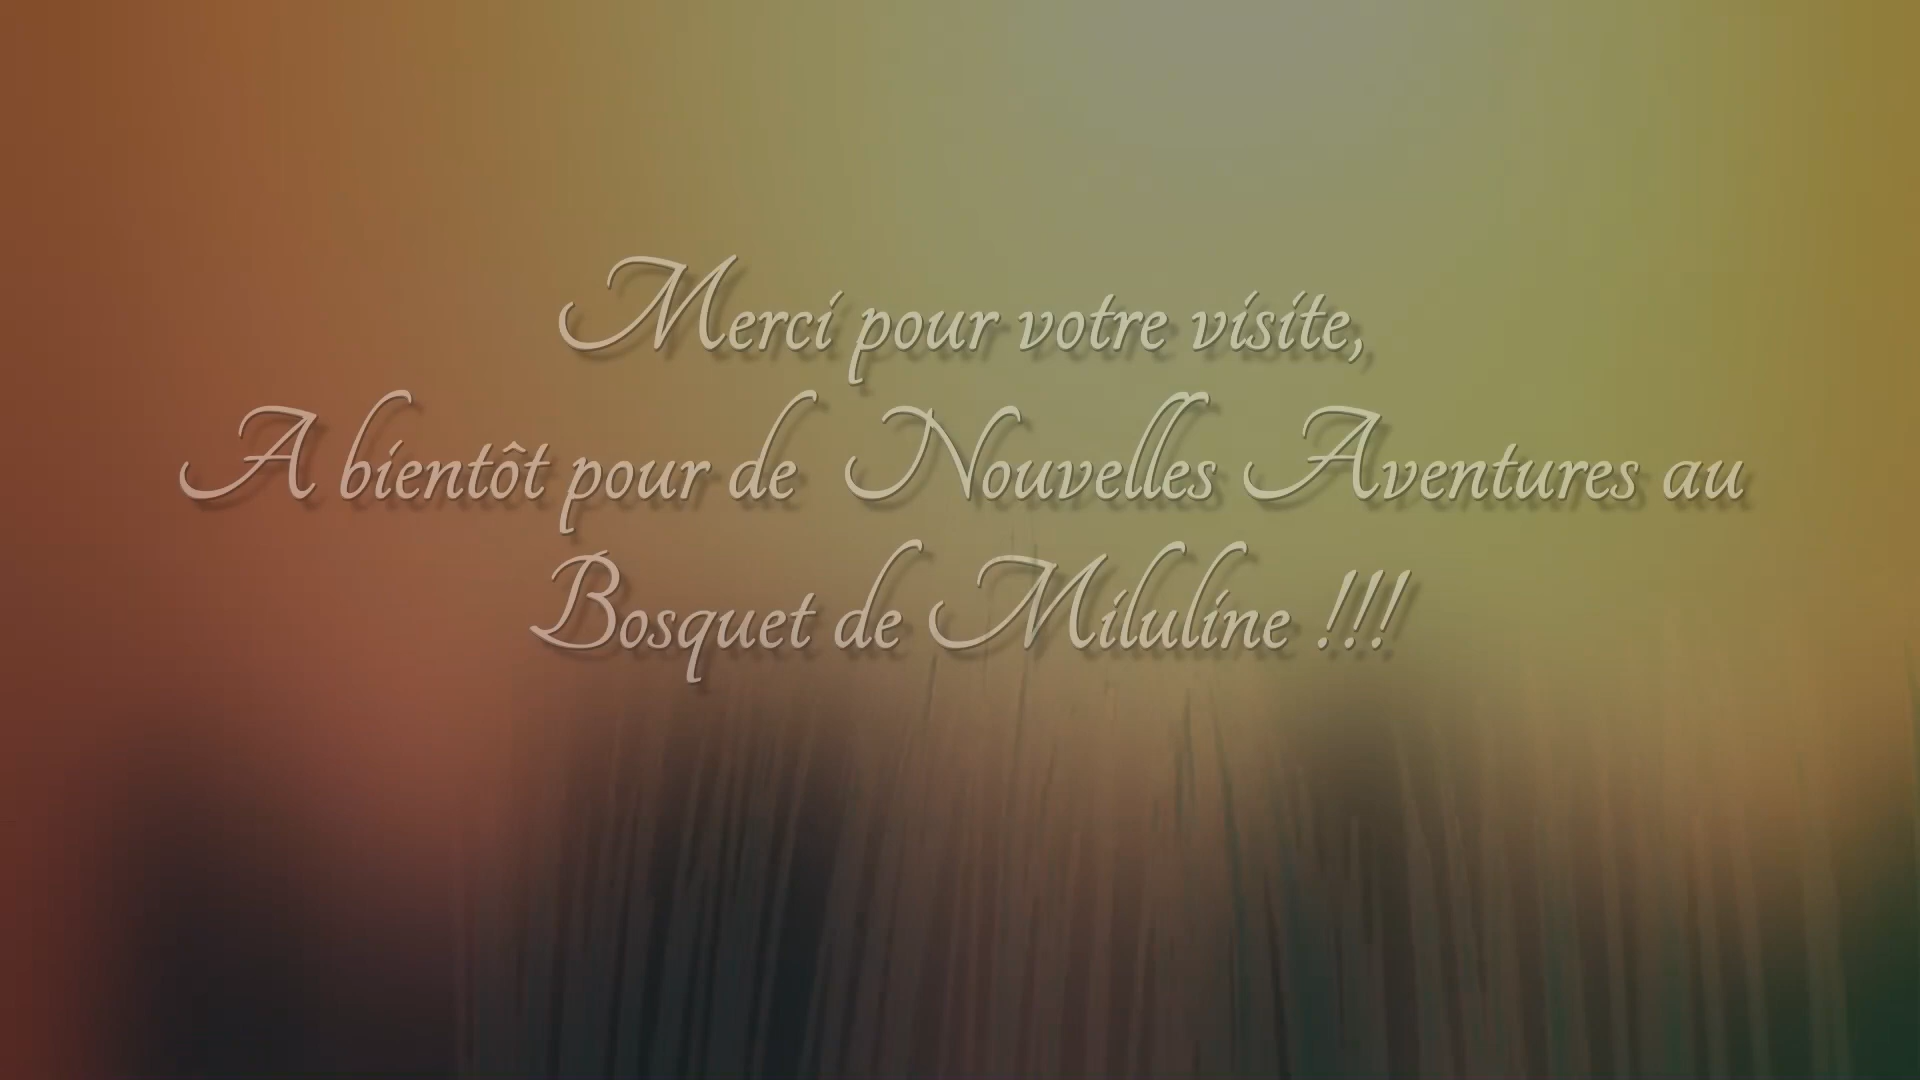 Merci pour votre visite,
A bientôt pour de Nouvelles Aventures au
Bosquet de Miluline !!!